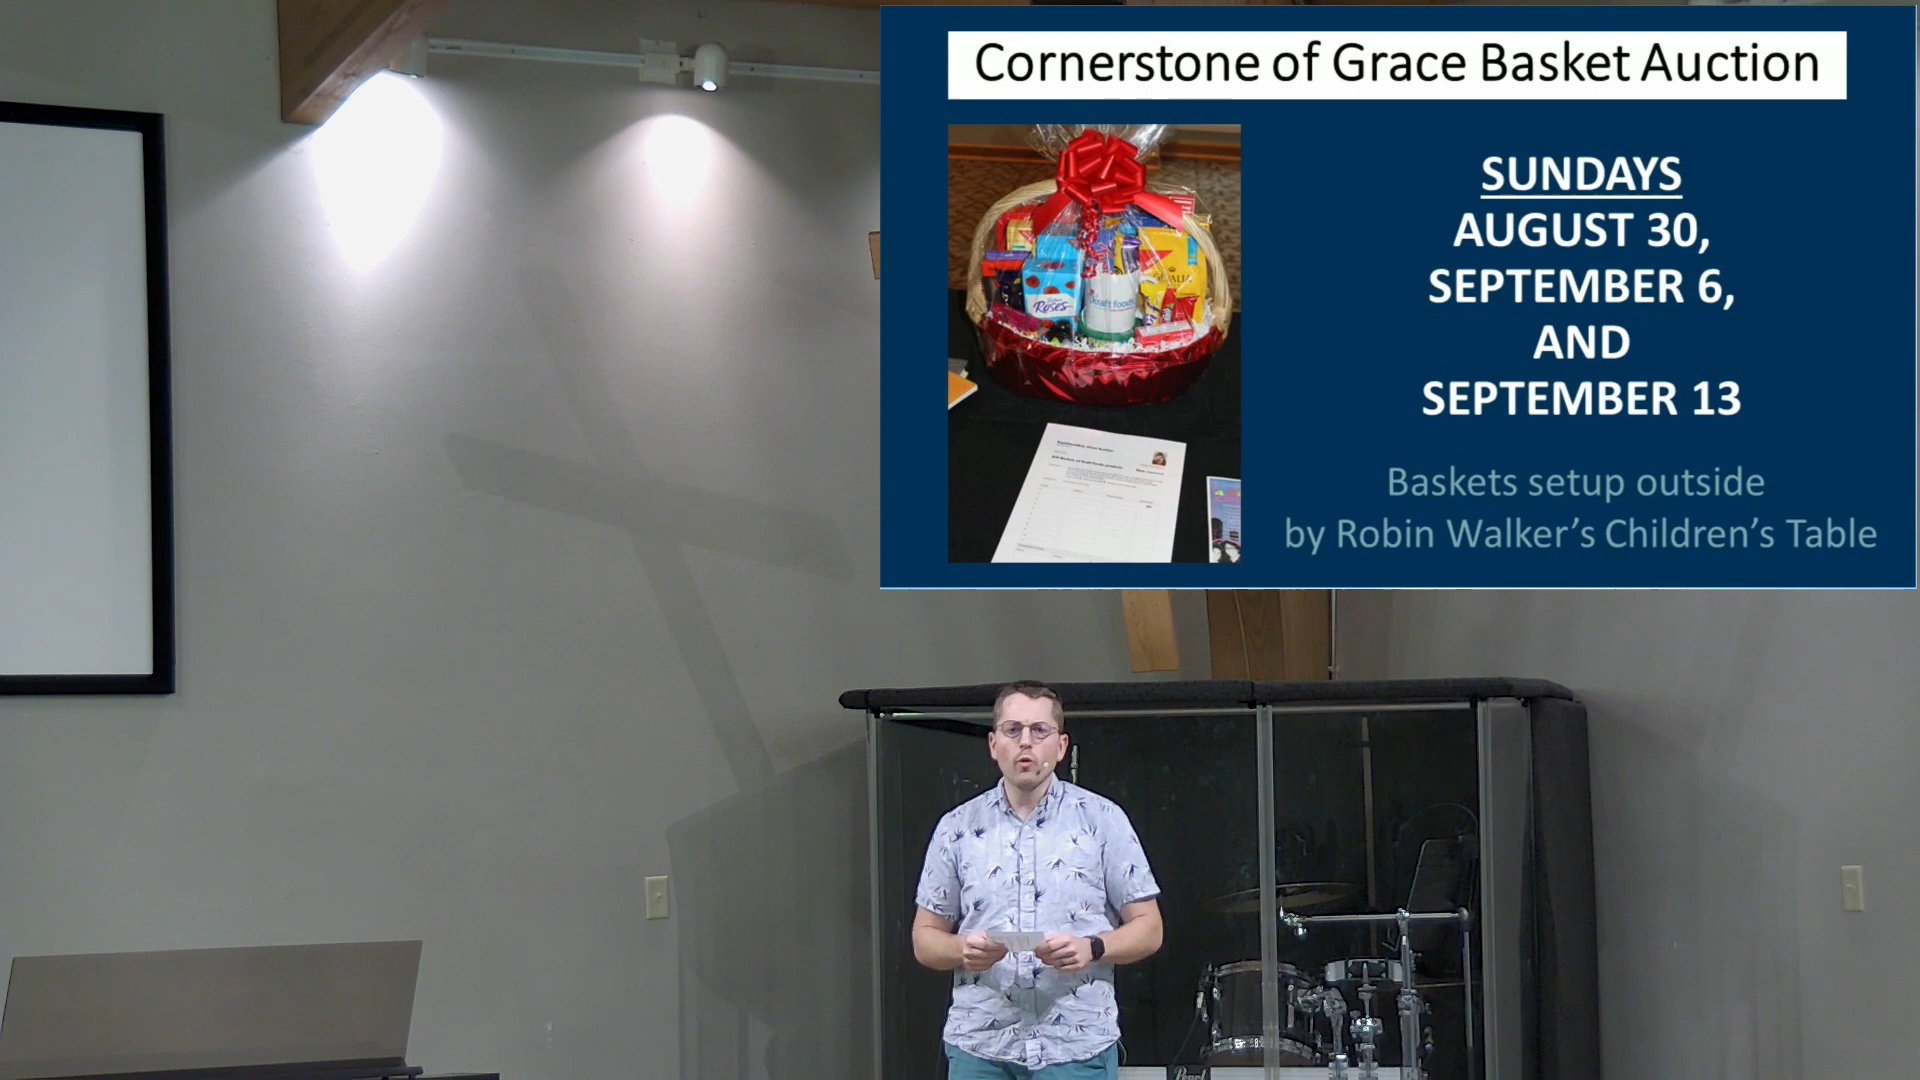 Cornerstone of Grace Basket Auction
SUNDAYS
AUGUST 30,
SEPTEMBER 6,
AND
SEPTEMBER 13
Baskets setup outside
by Robin Walker's Children's Table
Roses
kraft foods
Pearl